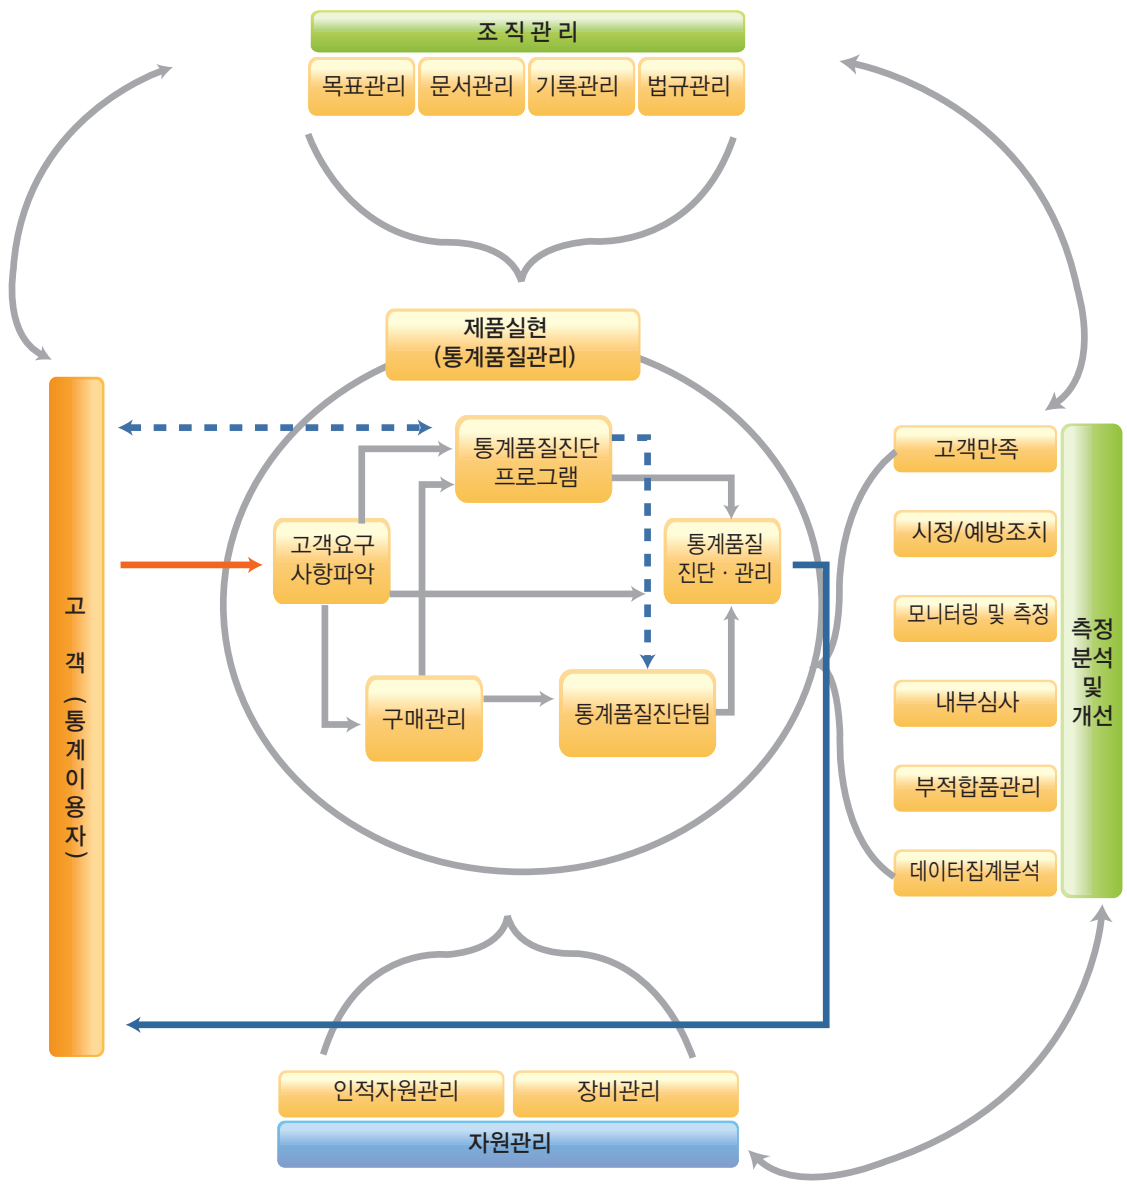 조직관리
목표관리
문서관리
기록관리
법규관리
제품실현
(통계품질관리)
통계품질진단
프로그램
고객요구
사항파악
통계품질
진단 · 관리
구매관리
통계품질진단팀
고객(통계이용자)
고객만족
시정/예방조치
모니터링 및 측정
내부심사
부적합품관리
데이터집계분석
측정
분석
및
개선
인적자원관리
장비관리
자원관리